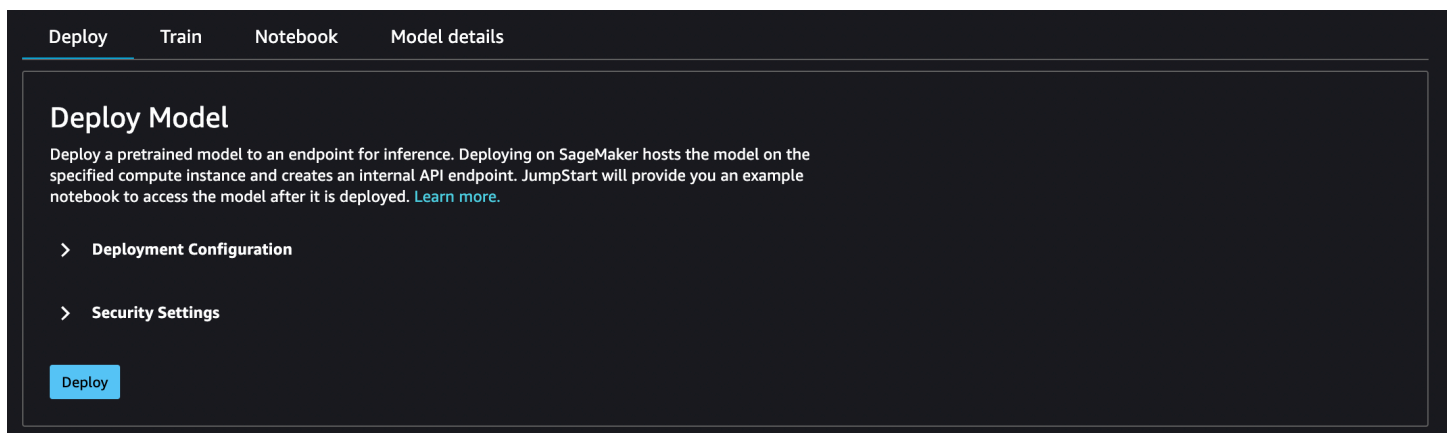 Deploy Train Notebook Model details
Deploy Model
Deploy a pretrained model to an endpoint for inference. Deploying on SageMaker hosts the model on the
specified compute instance and creates an internal API endpoint. JumpStart will provide you an example
notebook to access the model after it is deployed. Learn more.
Deployment Configuration
Security Settings
Deploy